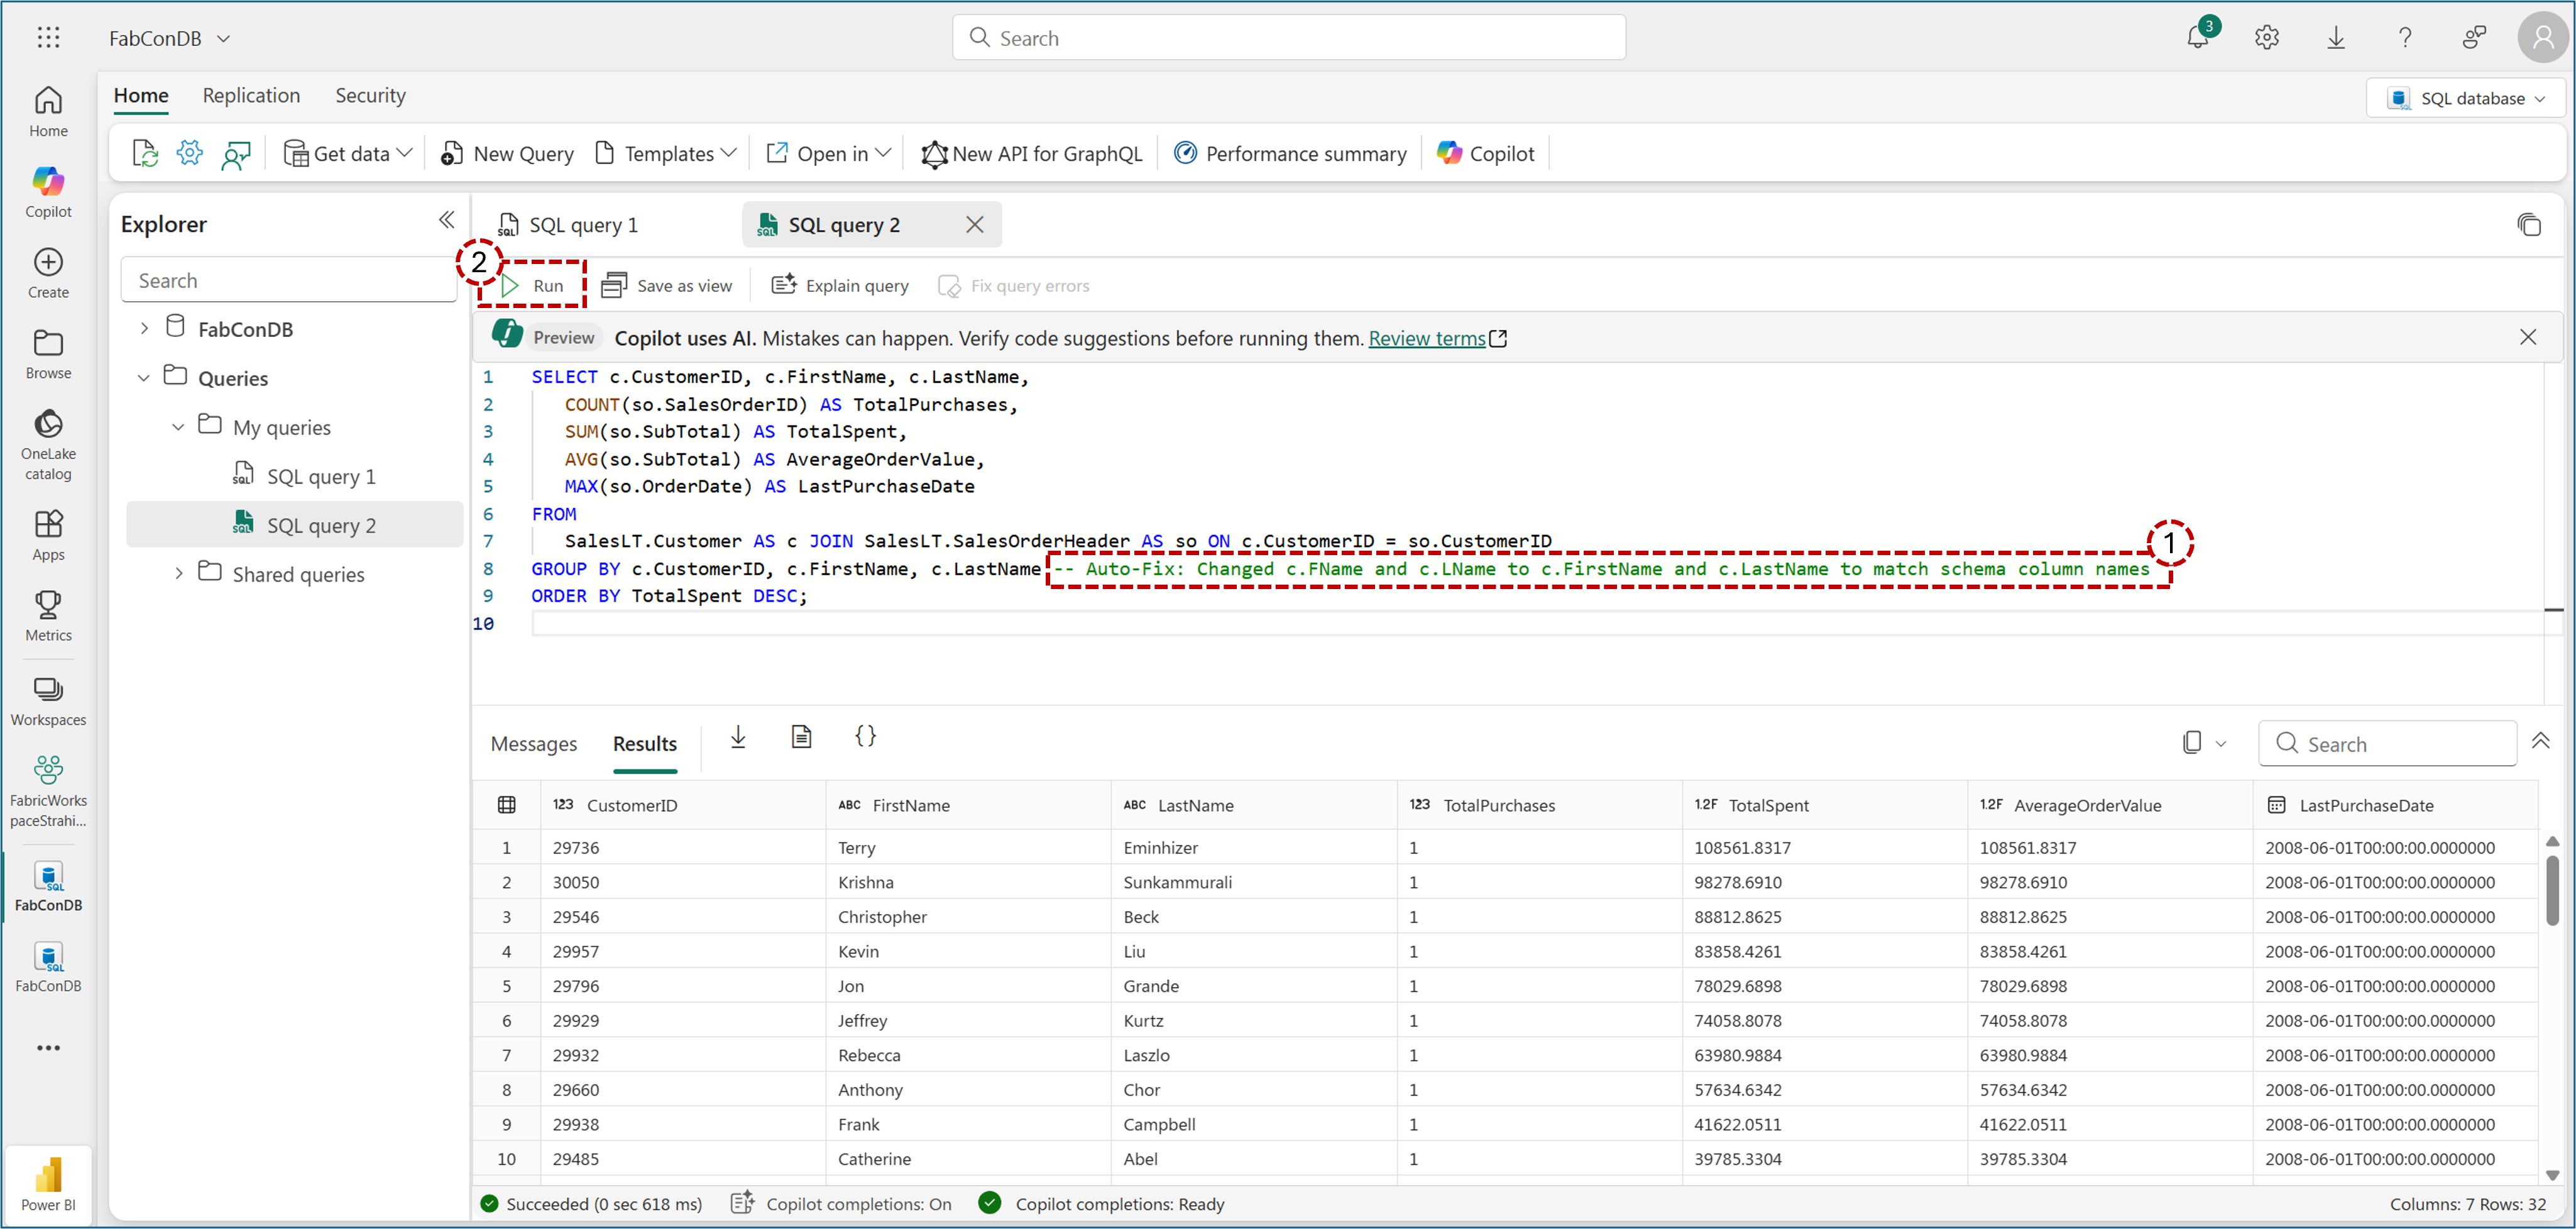 FabConDB
Search
3
Home
Copilot
Create
Browse
OneLake
catalog
Apps
Metrics
Workspaces
FabricWorks
paceStrahi...
FabConDB
FabConDB
Power BI
Home Replication Security
SQL database
Get data New Query Templates Open in New API for GraphQL Performance summary Copilot
Explorer
Search
FabConDB
Queries
My queries
SQL query 1
SQL query 2
Shared queries
SQL query 1 SQL query 2
2
Run Save as view Explain query Fix query errors
Preview Copilot uses AI. Mistakes can happen. Verify code suggestions before running them. Review terms
1 SELECT c.CustomerID, c.FirstName, c.LastName,
2 COUNT(so.SalesOrderID) AS TotalPurchases,
3 SUM(so.SubTotal) AS TotalSpent,
4 AVG(so.SubTotal) AS AverageOrderValue,
5 MAX(so.OrderDate) AS LastPurchaseDate
6 FROM
7 SalesLT.Customer AS c JOIN SalesLT.SalesOrderHeader AS so ON c.CustomerID = so.CustomerID
1
8 GROUP BY c.CustomerID, c.FirstName, c.LastName -- Auto-Fix: Changed c.FName and c.LName to c.FirstName and c.LastName to match schema column names
9 ORDER BY TotalSpent DESC;
10
Messages Results {} Search
123 CustomerID ABC FirstName ABC LastName 123 TotalPurchases 1.2F TotalSpent 1.2F AverageOrderValue LastPurchaseDate
1 29736 Terry Eminhizer 1 108561.8317 108561.8317 2008-06-01T00:00:00.0000000
2 30050 Krishna Sunkammurali 1 98278.6910 98278.6910 2008-06-01T00:00:00.0000000
3 29546 Christopher Beck 1 88812.8625 88812.8625 2008-06-01T00:00:00.0000000
4 29957 Kevin Liu 1 83858.4261 83858.4261 2008-06-01T00:00:00.0000000
5 29796 Jon Grande 1 78029.6898 78029.6898 2008-06-01T00:00:00.0000000
6 29929 Jeffrey Kurtz 1 74058.8078 74058.8078 2008-06-01T00:00:00.0000000
7 29932 Rebecca Laszlo 1 63980.9884 63980.9884 2008-06-01T00:00:00.0000000
8 29660 Anthony Chor 1 57634.6342 57634.6342 2008-06-01T00:00:00.0000000
9 29938 Frank Campbell 1 41622.0511 41622.0511 2008-06-01T00:00:00.0000000
10 29485 Catherine Abel 1 39785.3304 39785.3304 2008-06-01T00:00:00.0000000
Succeeded (0 sec 618 ms) Copilot completions: On Copilot completions: Ready Columns: 7 Rows: 32